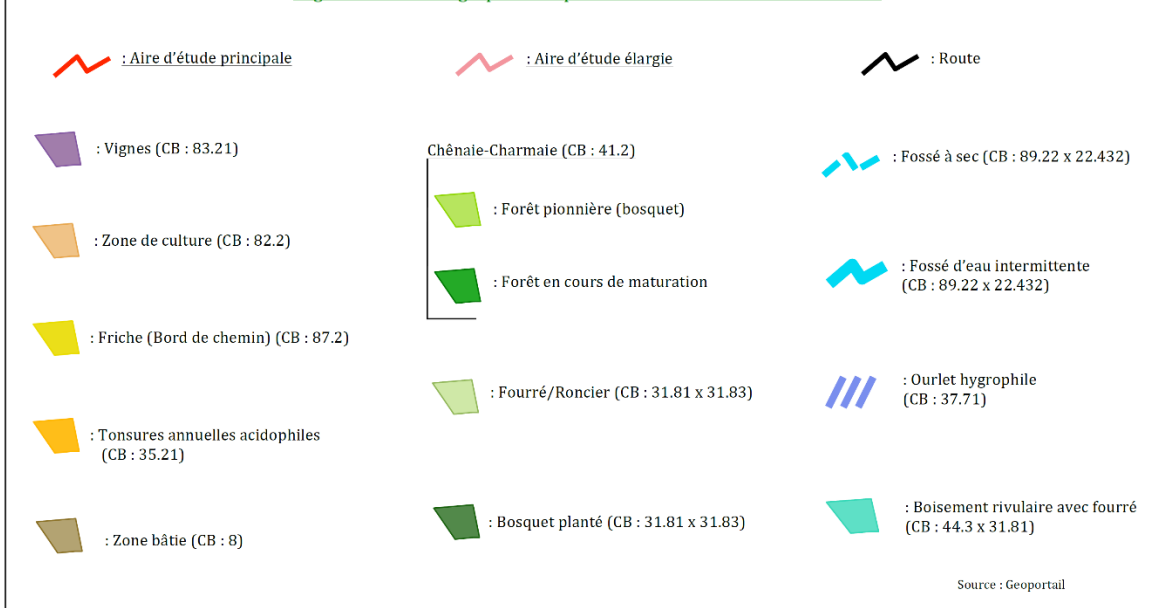 : Aire d'étude principale
: Aire d'étude élargie
: Route
: Vignes (CB : 83.21)
Chênaie-Charmaie (CB : 41.2)
: Fossé à sec (CB : 89.22 x 22.432)
: Forêt pionnière (bosquet)
: Zone de culture (CB : 82.2)
: Forêt en cours de maturation
: Fossé d'eau intermittente
(CB : 89.22 x 22.432)
: Friche (Bord de chemin) (CB : 87.2)
: Fourré/Roncier (CB : 31.81 x 31.83)
: Ourlet hygrophile
(CB : 37.71)
: Tonsures annuelles acidophiles
(CB : 35.21)
: Bosquet planté (CB : 31.81 x 31.83)
: Boisement rivulaire avec fourré
(CB : 44.3 x 31.81)
: Zone bâtie (CB : 8)
Source : Geoportail